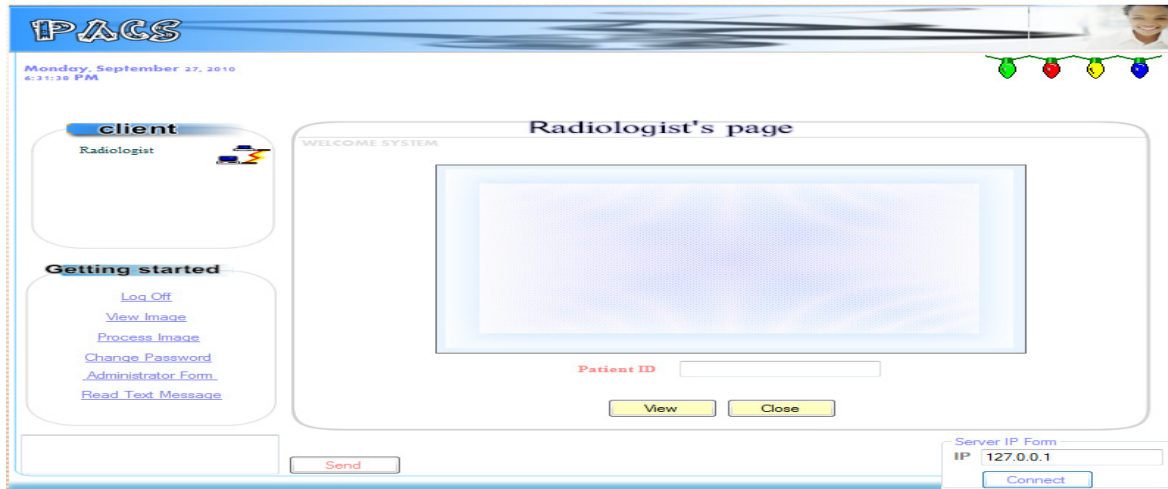 PACS
Monday, September 27, 2010
6:31:38 PM
client
Radiologist
Radiologist's page
WELCOME SYSTEM
Getting started
Log Off
View Image
Process Image
Change Password
Administrator Form
Read Text Message
Patient ID
View
Close
Send
Server IP Form
IP 127.0.0.1
Connect